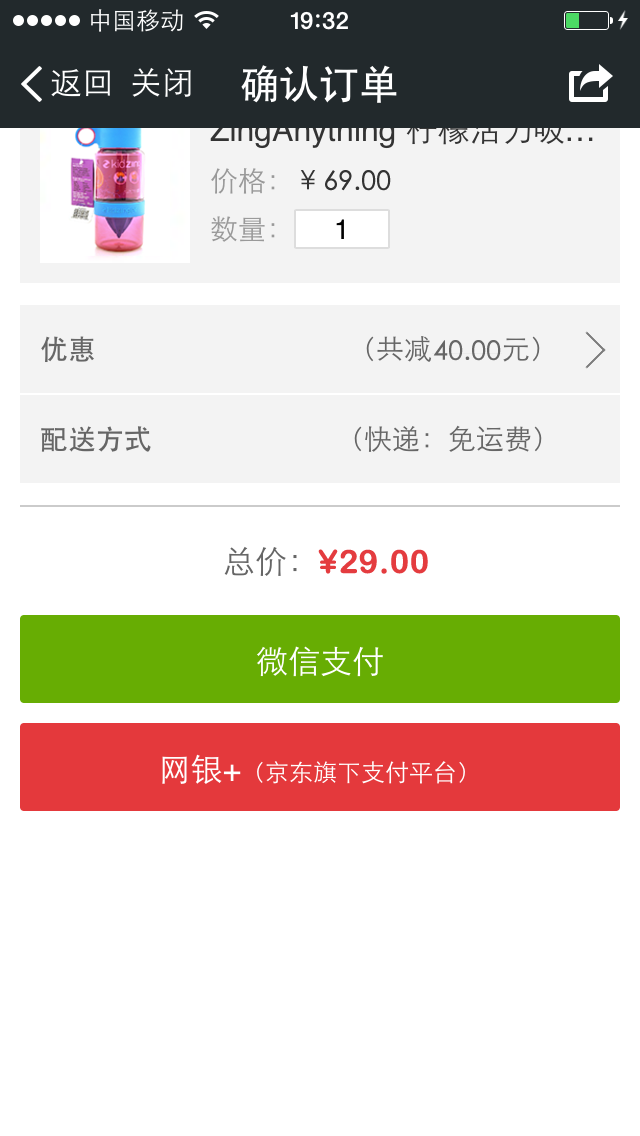 中国移动 19:32
返回 关闭 确认订单
ZingAnything 柠檬活力吸…
kidzing
价格： ¥ 69.00
数量： 1
优惠 （共减40.00元）
配送方式 （快递：免运费）
总价：¥29.00
微信支付
网银+（京东旗下支付平台）